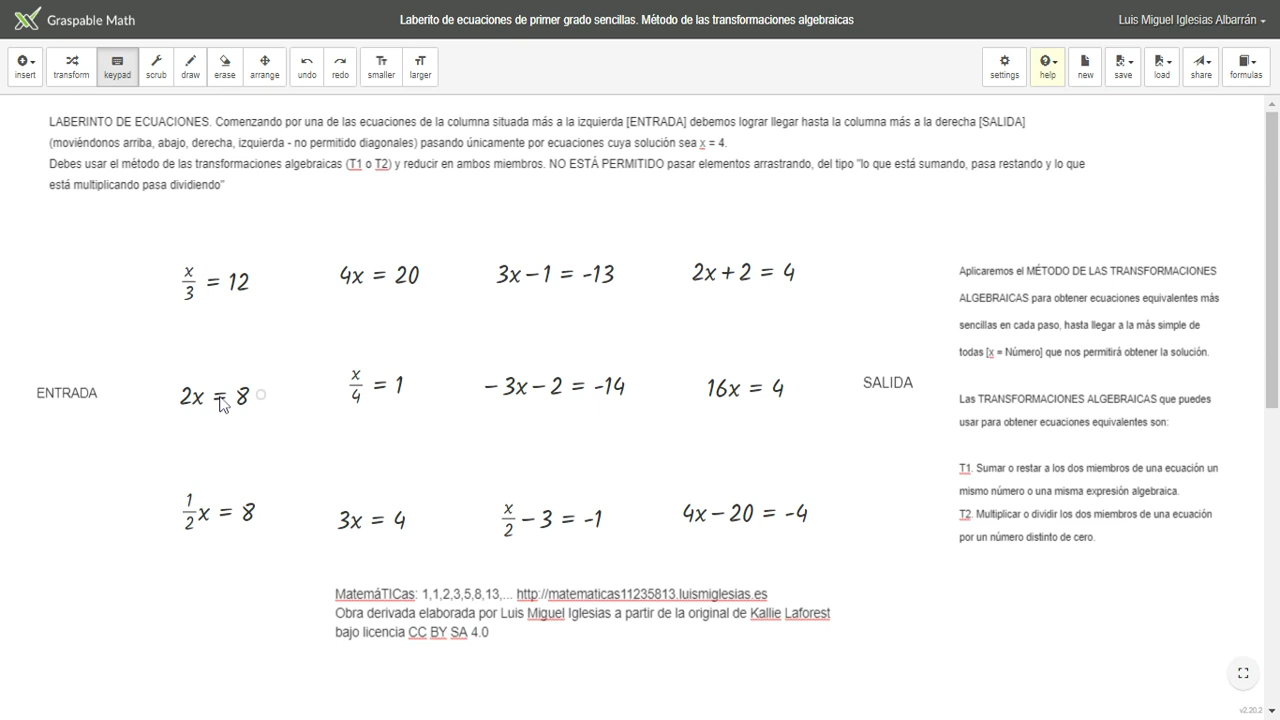 Graspable Math
Laberito de ecuaciones de primer grado sencillas. Método de las transformaciones algebraicas
Luis Miguel Iglesias Albarrán
insert transform keypad scrub draw erase arrange undo redo smaller larger settings help new save load share formulas
LABERINTO DE ECUACIONES. Comenzando por una de las ecuaciones de la columna situada más a la izquierda [ENTRADA] debemos lograr llegar hasta la columna más a la derecha [SALIDA]
(moviéndonos arriba, abajo, derecha, izquierda - no permitido diagonales) pasando únicamente por ecuaciones cuya solución sea x = 4.
Debes usar el método de las transformaciones algebraicas (T1 o T2) y reducir en ambos miembros. NO ESTÁ PERMITIDO pasar elementos arrastrando, del tipo "lo que está sumando, pasa restando y lo que
está multiplicando pasa dividiendo"
x/3 = 12 4x = 20 3x − 1 = -13 2x + 2 = 4
ENTRADA 2x = 8 x/4 = 1 − 3x − 2 = -14 16x = 4 SALIDA
1/2 x = 8 3x = 4 x/2 − 3 = -1 4x − 20 = -4
Aplicaremos el MÉTODO DE LAS TRANSFORMACIONES
ALGEBRAICAS para obtener ecuaciones equivalentes más
sencillas en cada paso, hasta llegar a la más simple de
todas [x = Número] que nos permitirá obtener la solución.
Las TRANSFORMACIONES ALGEBRAICAS que puedes
usar para obtener ecuaciones equivalentes son:
T1. Sumar o restar a los dos miembros de una ecuación un
mismo número o una misma expresión algebraica.
T2. Multiplicar o dividir los dos miembros de una ecuación
por un número distinto de cero.
MatemáTICas: 1,1,2,3,5,8,13,... http://matematicas11235813.luismiglesias.es
Obra derivada elaborada por Luis Miguel Iglesias a partir de la original de Kallie Laforest
bajo licencia CC BY SA 4.0
v2.20.2